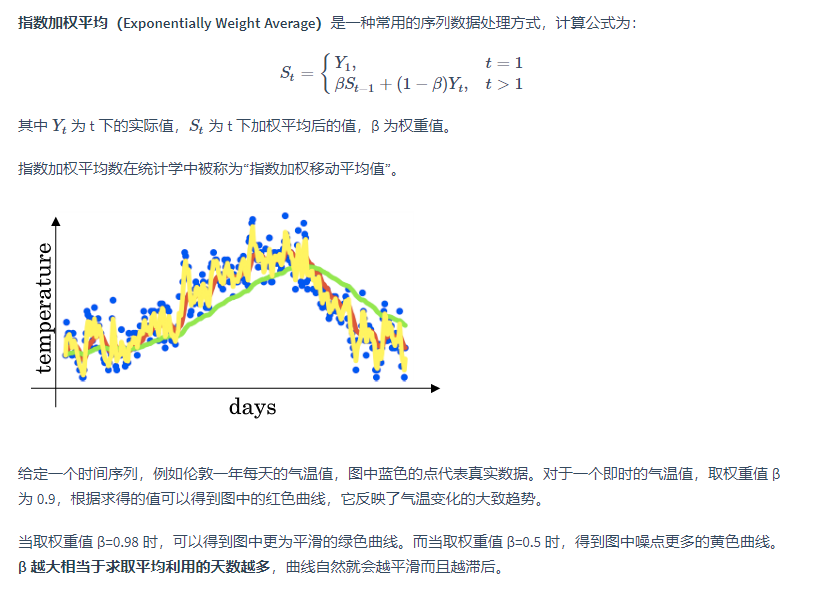 指数加权平均（Exponentially Weight Average）是一种常用的序列数据处理方式，计算公式为：
S_t = { Y_1, t = 1
βS_{t−1} + (1 − β)Y_t, t > 1
其中 Y_t 为 t 下的实际值，S_t 为 t 下加权平均后的值，β 为权重值。
指数加权平均数在统计学中被称为“指数加权移动平均值”。
temperature
days
给定一个时间序列，例如伦敦一年每天的气温值，图中蓝色的点代表真实数据。对于一个即时的气温值，取权重值 β
为 0.9，根据求得的值可以得到图中的红色曲线，它反映了气温变化的大致趋势。
当取权重值 β=0.98 时，可以得到图中更为平滑的绿色曲线。而当取权重值 β=0.5 时，得到图中噪点更多的黄色曲线。
β 越大相当于求取平均利用的天数越多，曲线自然就会越平滑而且越滞后。